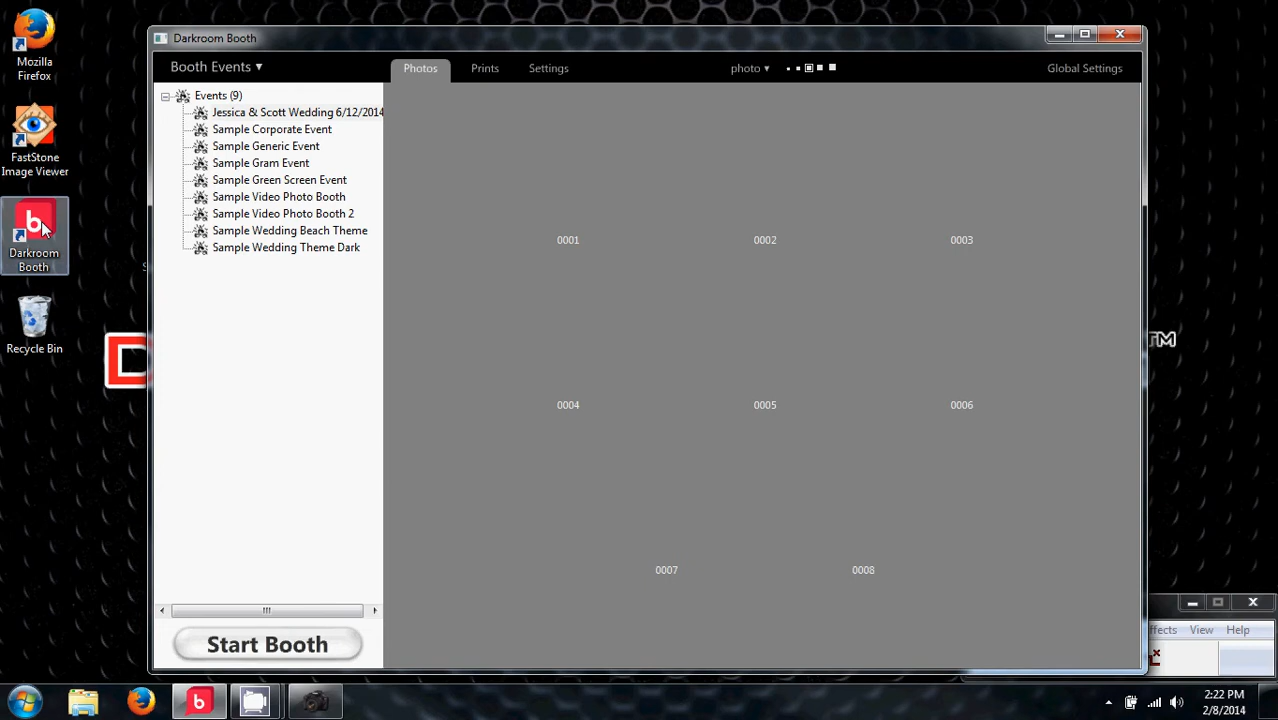 Mozilla
Firefox
FastStone
Image Viewer
b
Darkroom
Booth
Recycle Bin
Darkroom Booth
Booth Events ▾
Photos
Prints
Settings
photo ▾
Global Settings
Events (9)
Jessica & Scott Wedding 6/12/2014
Sample Corporate Event
Sample Generic Event
Sample Gram Event
Sample Green Screen Event
Sample Video Photo Booth
Sample Video Photo Booth 2
Sample Wedding Beach Theme
Sample Wedding Theme Dark
0001
0002
0003
0004
0005
0006
0007
0008
Start Booth
TM
ffects
View
Help
b
2:22 PM
2/8/2014